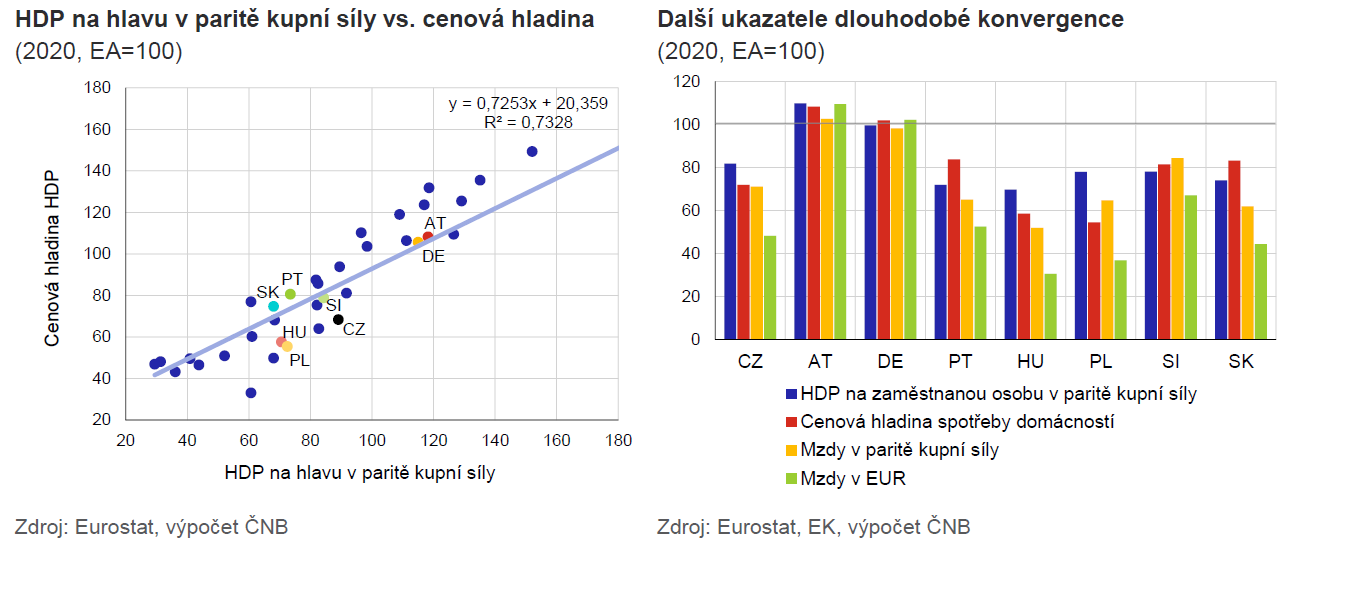 HDP na hlavu v paritě kupní síly vs. cenová hladina
(2020, EA=100)
180
160
140
120
100
80
60
40
20
Cenová hladina HDP
y = 0,7253x + 20,359
R² = 0,7328
AT
DE
PT
SK
SI
CZ
HU
PL
20 40 60 80 100 120 140 160 180
HDP na hlavu v paritě kupní síly
Zdroj: Eurostat, výpočet ČNB
Další ukazatele dlouhodobé konvergence
(2020, EA=100)
120
100
80
60
40
20
0
CZ AT DE PT HU PL SI SK
HDP na zaměstnanou osobu v paritě kupní síly
Cenová hladina spotřeby domácností
Mzdy v paritě kupní síly
Mzdy v EUR
Zdroj: Eurostat, EK, výpočet ČNB